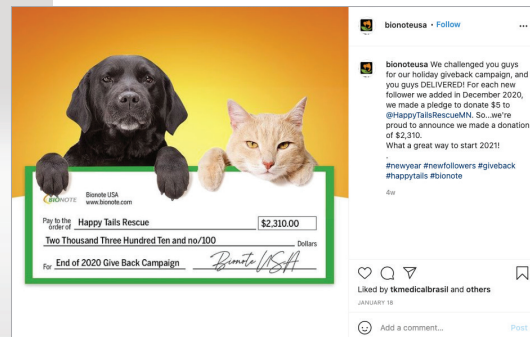 BIONOTE
Bionote USA
www.bionote.com
Pay to the
order of Happy Tails Rescue $2,310.00
Two Thousand Three Hundred Ten and no/100 Dollars
For End of 2020 Give Back Campaign Bionote USA
bionoteusa • Follow ...
bionoteusa We challenged you guys
for our holiday giveback campaign, and
you guys DELIVERED! For each new
follower we added in December 2020,
we made a pledge to donate $5 to
@HappyTailsRescueMN. So...we're
proud to announce we made a donation
of $2,310.
What a great way to start 2021!
.
#newyear #newfollowers #giveback
#happytails #bionote
4w
Liked by tkmedicalbrasil and others
JANUARY 18
Add a comment... Post